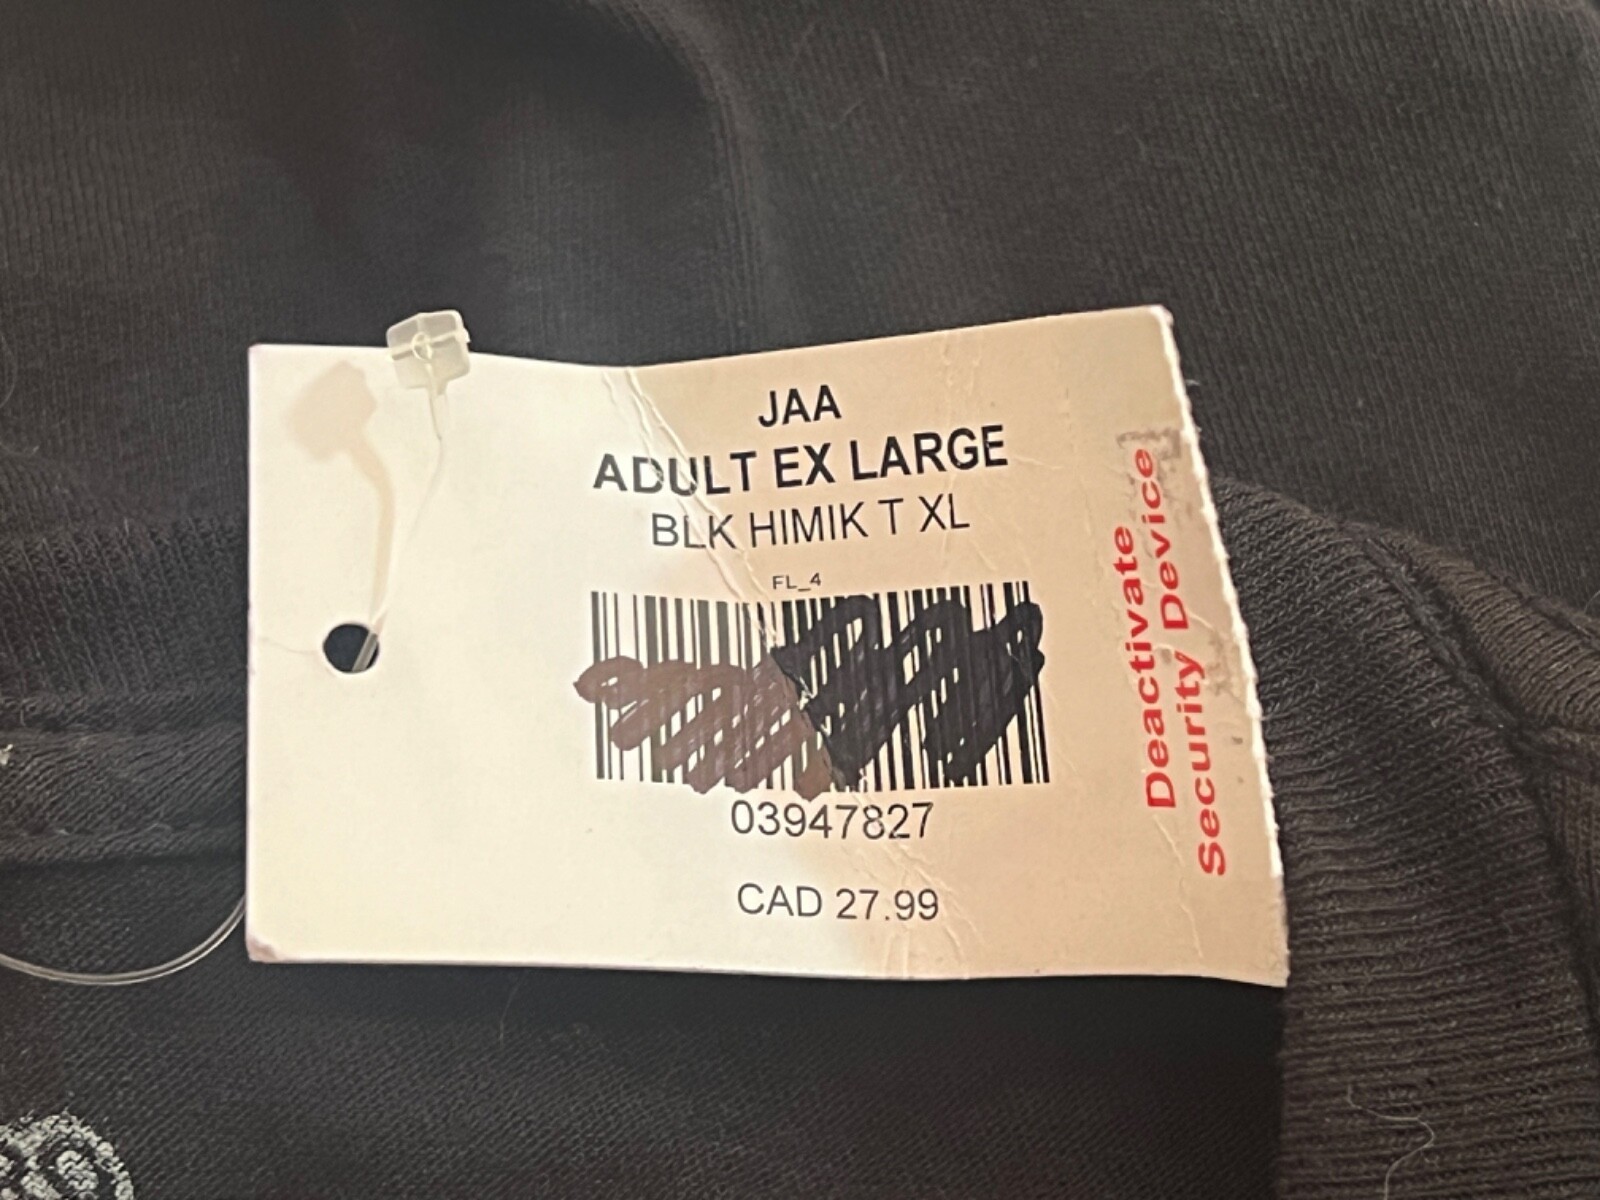 JAA
ADULT EX LARGE
BLK HIMIK T XL
FL_4
03947827
CAD 27.99
Deactivate
Security Device